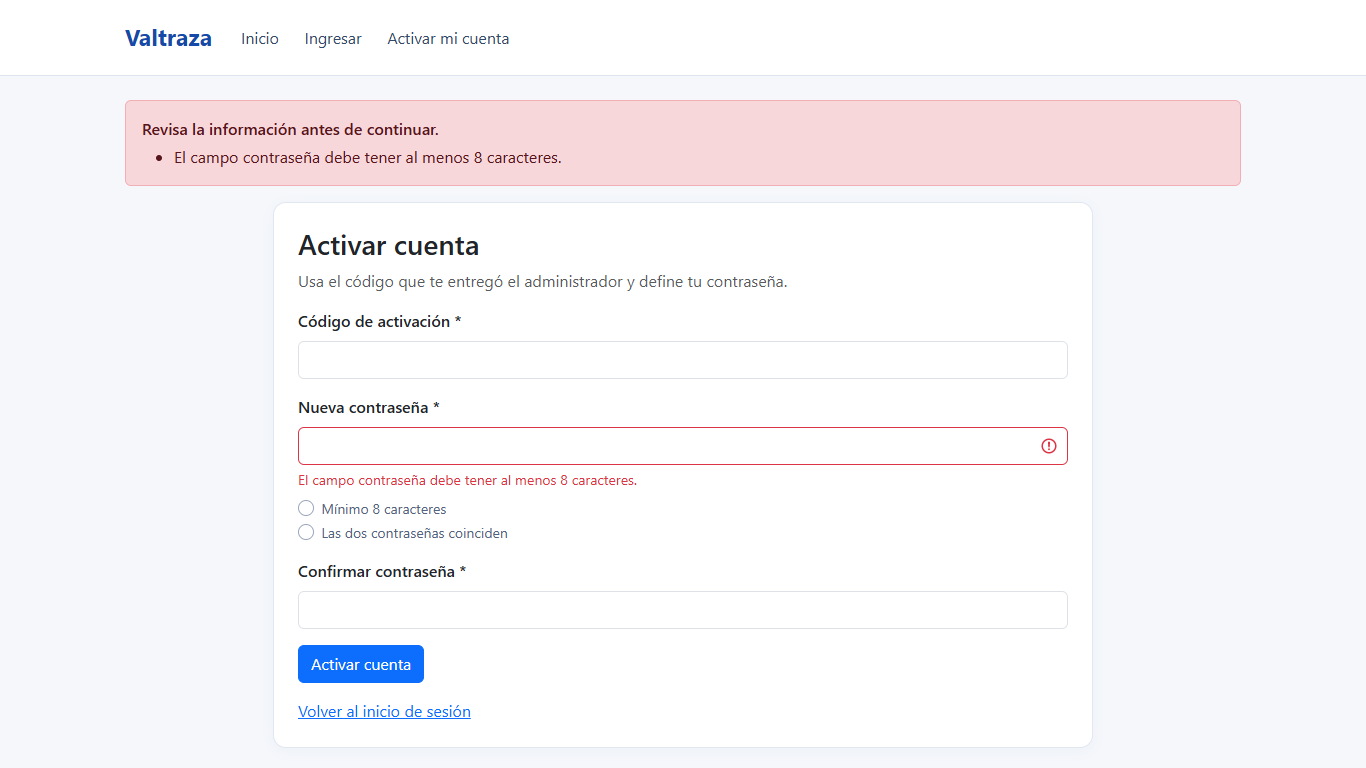 Valtraza Inicio Ingresar Activar mi cuenta
Revisa la información antes de continuar.
El campo contraseña debe tener al menos 8 caracteres.
Activar cuenta
Usa el código que te entregó el administrador y define tu contraseña.
Código de activación *
Nueva contraseña *
El campo contraseña debe tener al menos 8 caracteres.
Mínimo 8 caracteres
Las dos contraseñas coinciden
Confirmar contraseña *
Activar cuenta
Volver al inicio de sesión